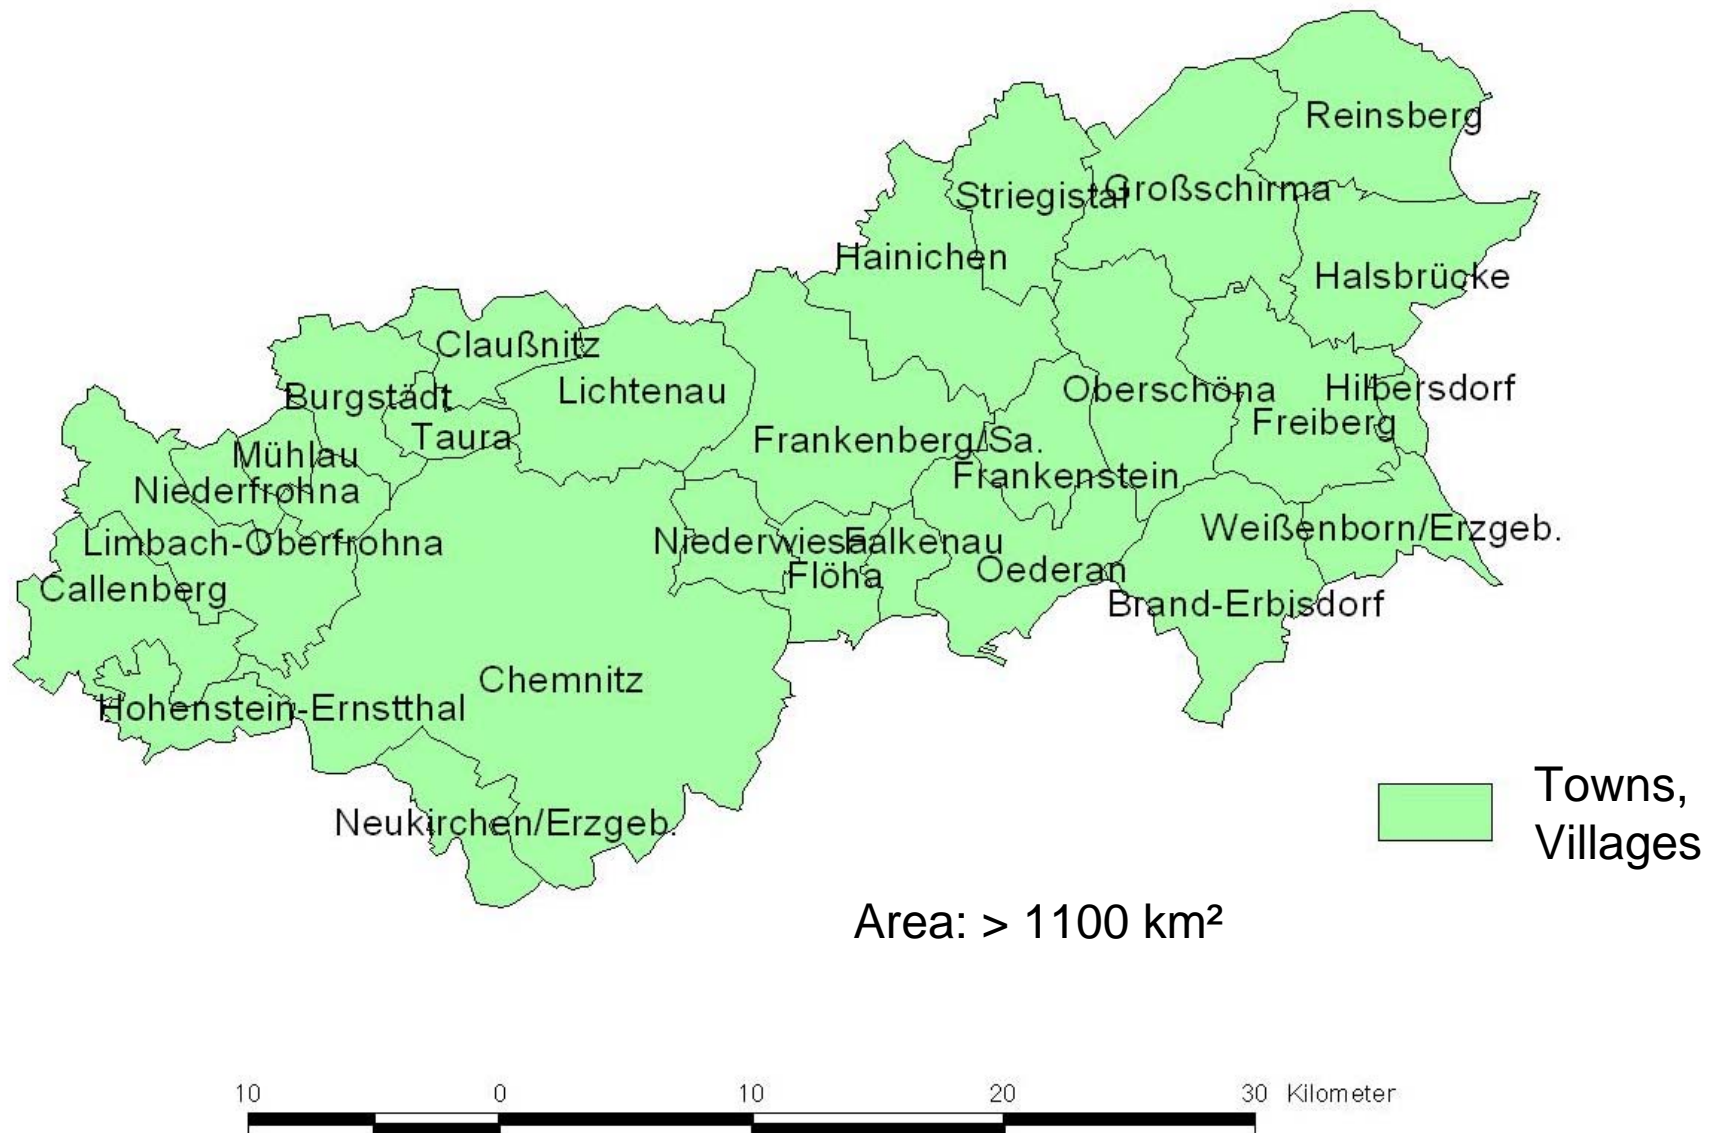 Reinsberg
Striegistal
Großschirma
Hainichen
Halsbrücke
Claußnitz
Burgstädt
Lichtenau
Oberschöna
Hilbersdorf
Freiberg
Taura
Frankenberg/Sa.
Mühlau
Frankenstein
Niederfrohna
Weißenborn/Erzgeb.
Limbach-Oberfrohna
Niederwiesa
Falkenau
Flöha
Oederan
Callenberg
Brand-Erbisdorf
Chemnitz
Hohenstein-Ernstthal
Neukirchen/Erzgeb.
Towns,
Villages
Area: > 1100 km²
10 0 10 20 30 Kilometer